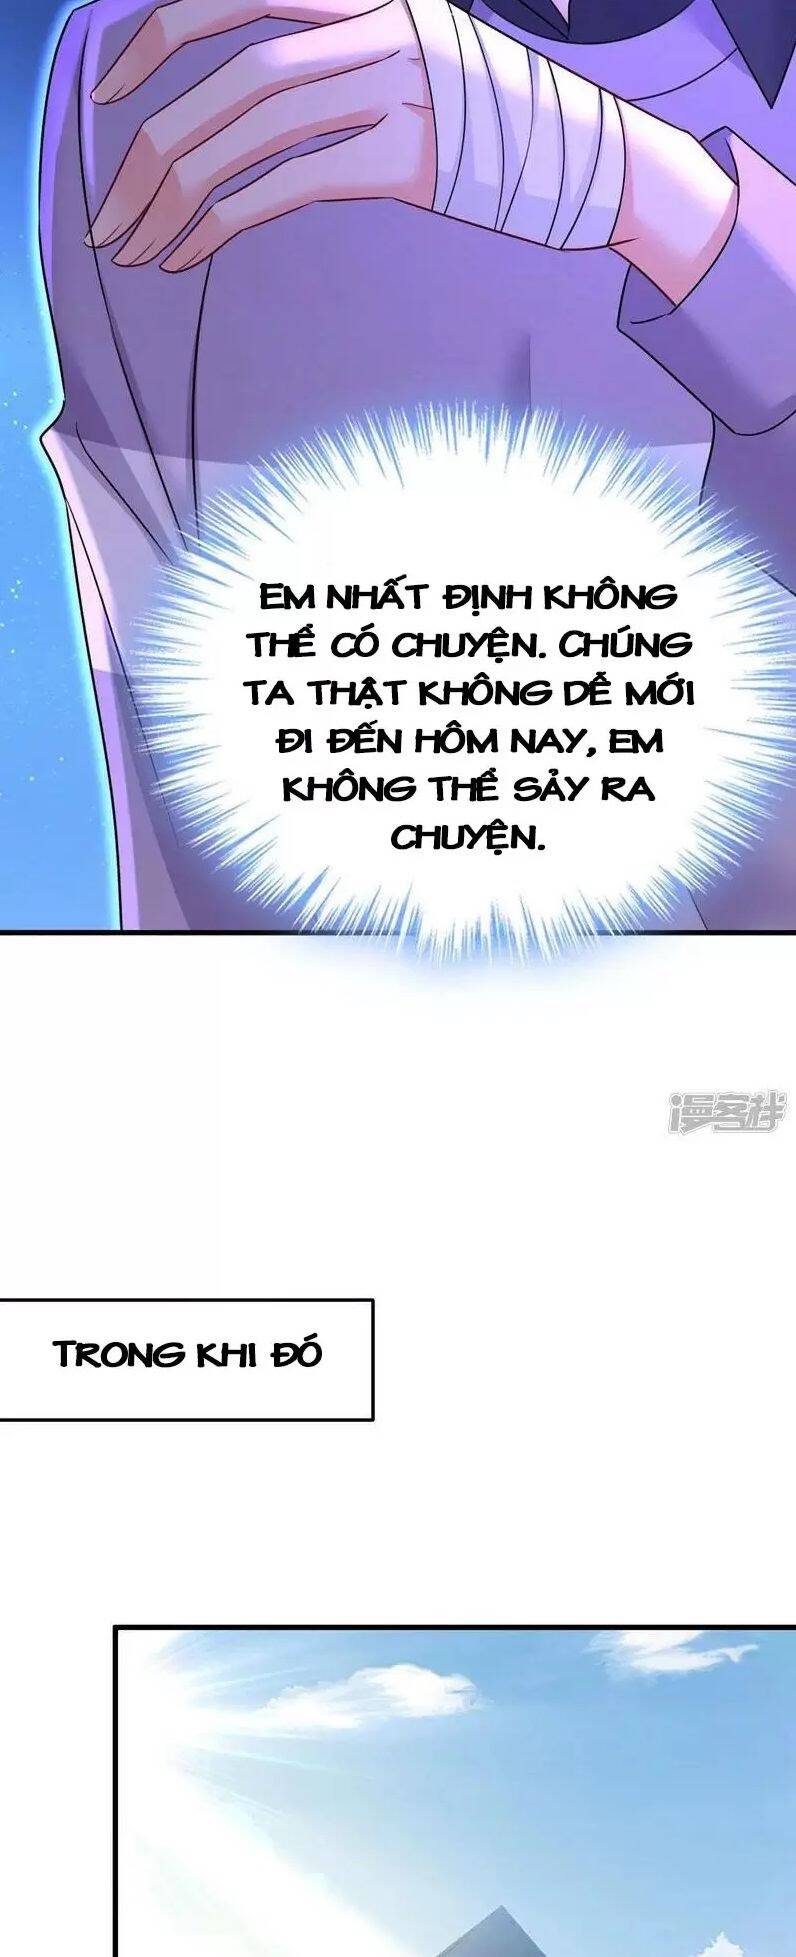 EM NHẤT ĐỊNH KHÔNG
THỂ CÓ CHUYỆN. CHÚNG
TA THẬT KHÔNG DỄ MỚI
ĐI ĐẾN HÔM NAY, EM
KHÔNG THỂ SẢY RA
CHUYỆN.
漫客栈
TRONG KHI ĐÓ